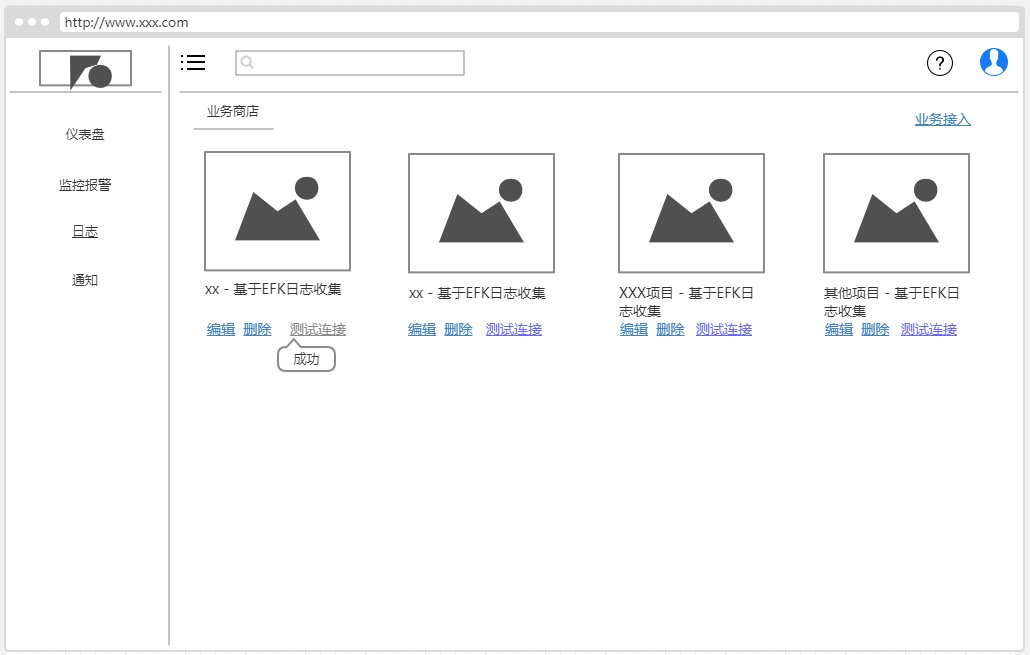 http://www.xxx.com
?
仪表盘
监控报警
日志
通知
业务商店
业务接入
xx - 基于EFK日志收集
编辑 删除 测试连接
成功
xx - 基于EFK日志收集
编辑 删除 测试连接
XXX项目 - 基于EFK日
志收集
编辑 删除 测试连接
其他项目 - 基于EFK日
志收集
编辑 删除 测试连接